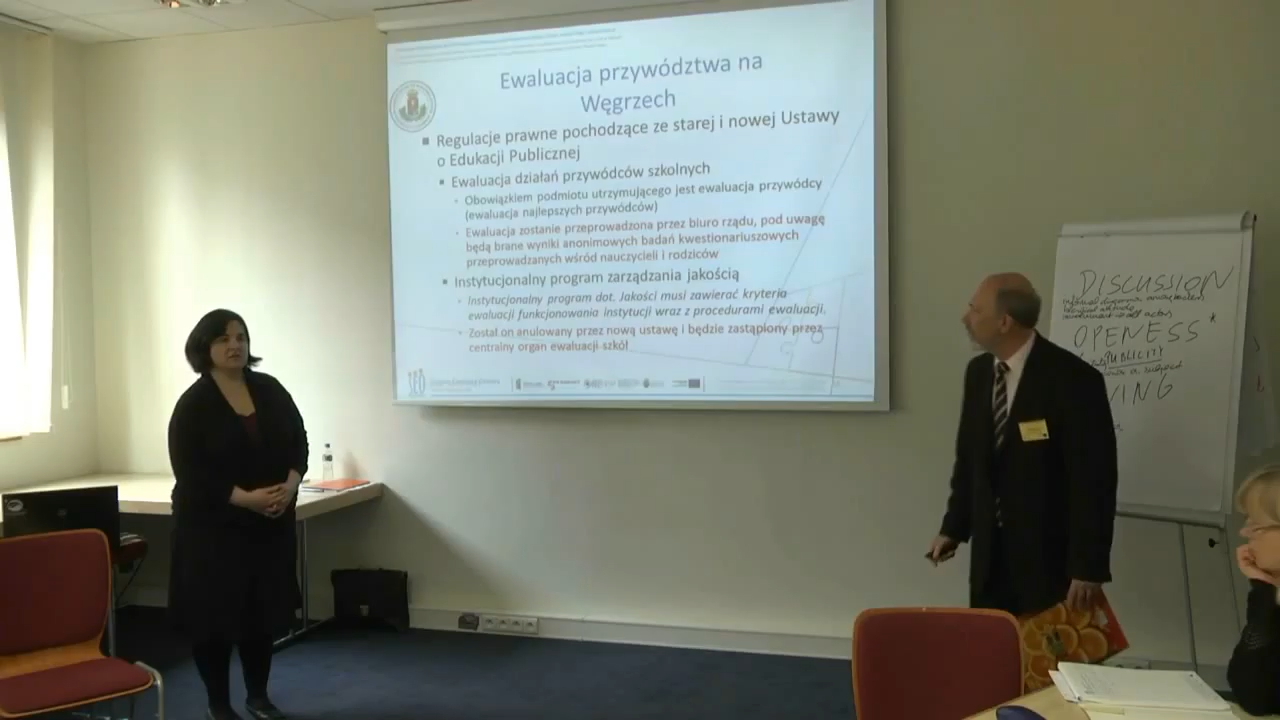 Ewaluacja przywództwa na
Węgrzech
Regulacje prawne pochodzące ze starej i nowej Ustawy
o Edukacji Publicznej
Ewaluacja działań przywódców szkolnych
Obowiązkiem podmiotu utrzymującego jest ewaluacja przywódcy
(ewaluacja najlepszych przywódców)
Ewaluacja zostanie przeprowadzona przez biuro rządu, pod uwagę
będą brane wyniki anonimowych badań kwestionariuszowych
przeprowadzanych wśród nauczycieli i rodziców
Instytucjonalny program zarządzania jakością
Instytucjonalny program dot. Jakości musi zawierać kryteria
ewaluacji funkcjonowania instytucji wraz z procedurami ewaluacji.
Został on anulowany przez nową ustawę i będzie zastąpiony przez
centralny organ ewaluacji szkół
DISCUSSION
OPENESS*
PUBLICITY
VING